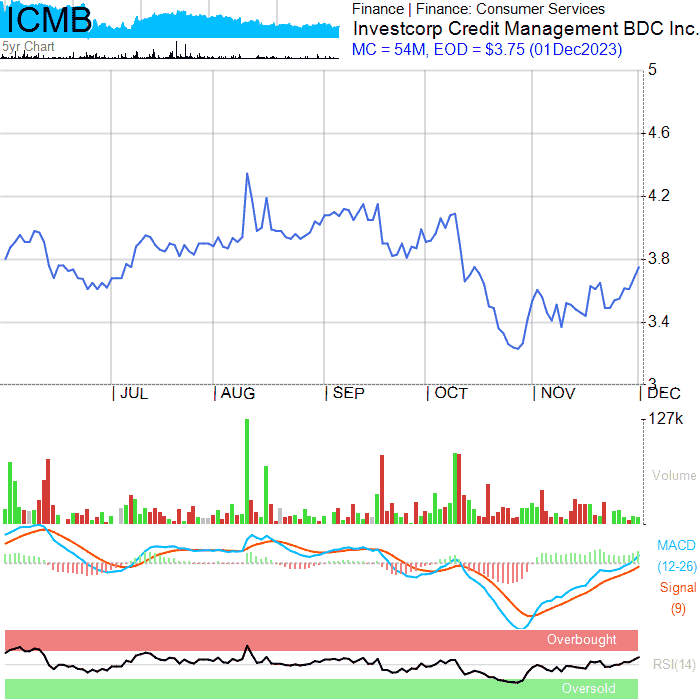 ICMB
5yr Chart
Finance | Finance: Consumer Services
Investcorp Credit Management BDC Inc.
MC = 54M, EOD = $3.75 (01Dec2023)
5
4.6
4.2
3.8
3.4
3
JUL
AUG
SEP
OCT
NOV
DEC
127k
Volume
MACD
(12-26)
Signal
(9)
Overbought
RSI(14)
Oversold